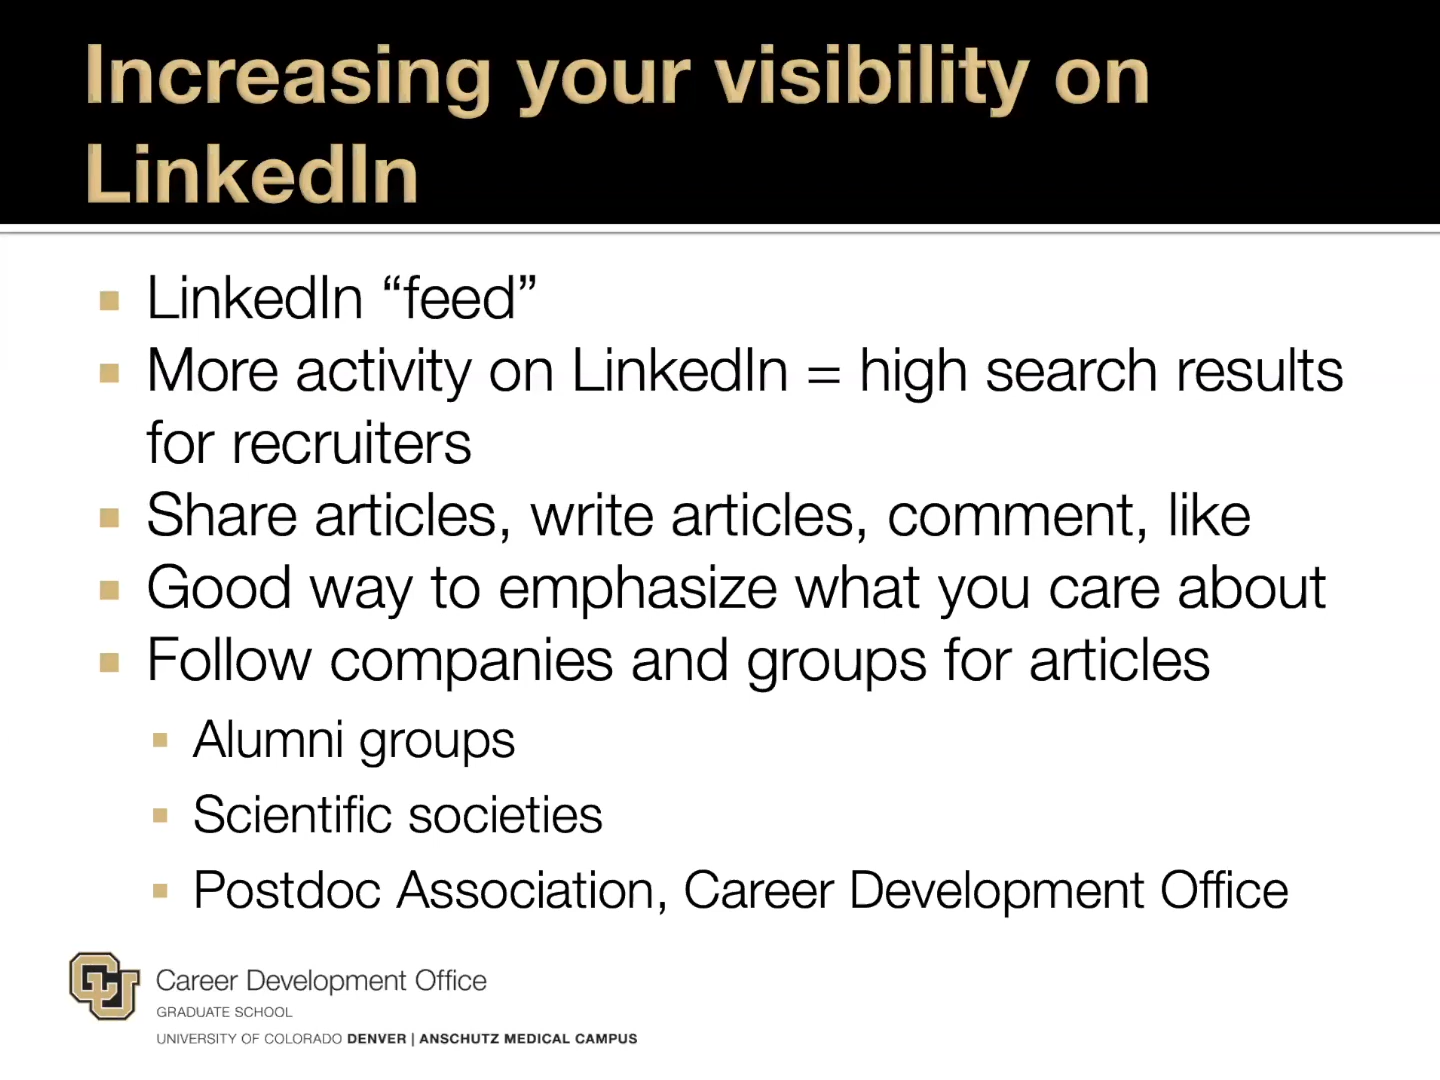 Increasing your visibility on
LinkedIn
LinkedIn “feed”
More activity on LinkedIn = high search results
for recruiters
Share articles, write articles, comment, like
Good way to emphasize what you care about
Follow companies and groups for articles
Alumni groups
Scientific societies
Postdoc Association, Career Development Office
CU
Career Development Office
GRADUATE SCHOOL
UNIVERSITY OF COLORADO DENVER | ANSCHUTZ MEDICAL CAMPUS